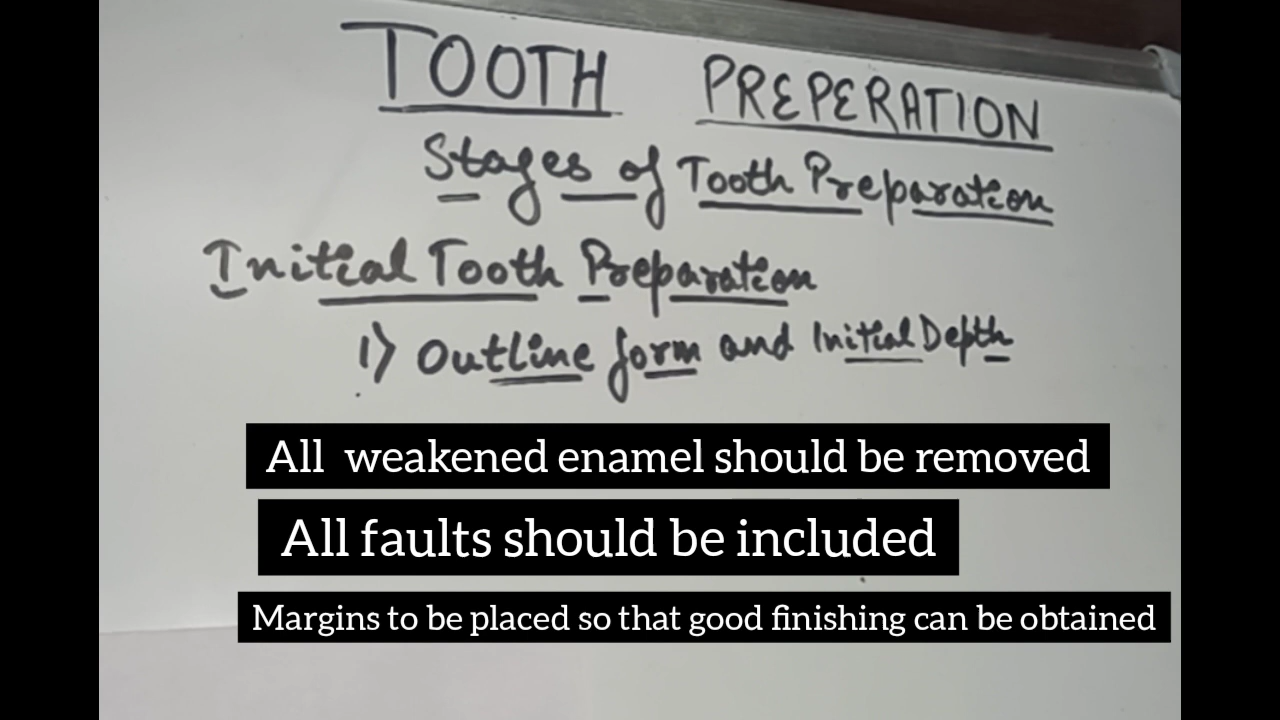 TOOTH PREPERATION
Stages of Tooth Preparation
Initial Tooth Preparation
1) Outline form and Initial Depth
All weakened enamel should be removed
All faults should be included
Margins to be placed so that good finishing can be obtained